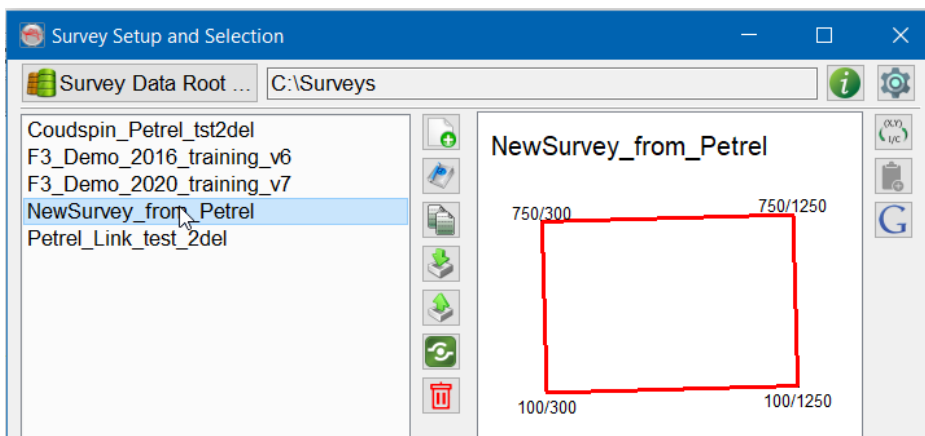 Survey Setup and Selection
Survey Data Root ... C:\Surveys
i
(X,Y)
I/C
Coudspin_Petrel_tst2del
F3_Demo_2016_training_v6
F3_Demo_2020_training_v7
NewSurvey_from_Petrel
Petrel_Link_test_2del
NewSurvey_from_Petrel
750/300 750/1250
G
100/300 100/1250